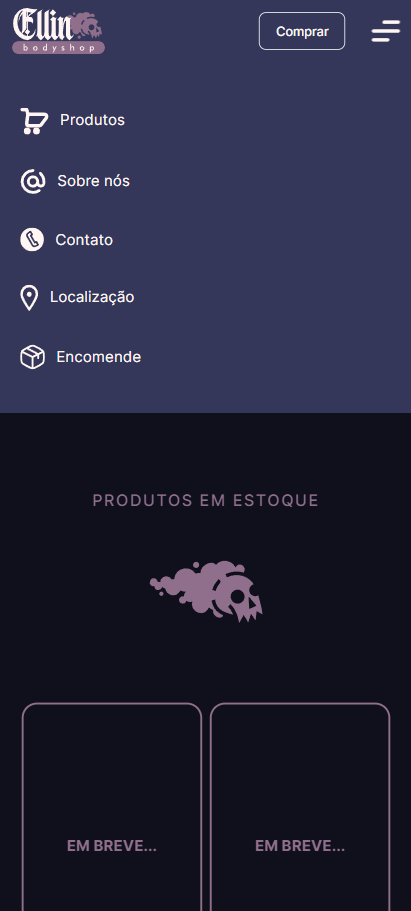 Ellin
bodyshop
Comprar
Produtos
Sobre nós
Contato
Localização
Encomende
PRODUTOS EM ESTOQUE
EM BREVE...
EM BREVE...